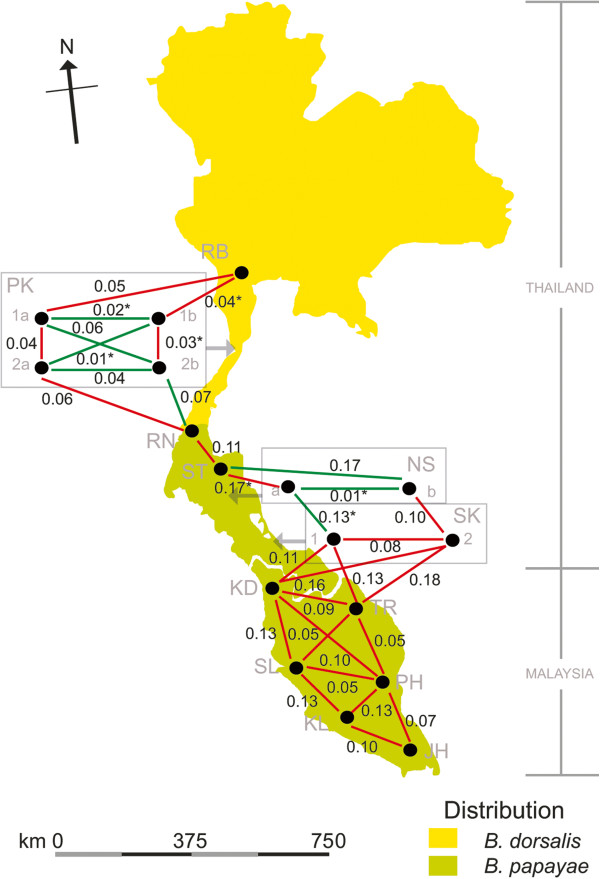 N
RB
PK
0.05
0.04*
THAILAND
1a
0.02*
1b
0.06
0.04
0.03*
2a
0.01*
2b
0.04
0.06
0.07
RN
0.11
ST
0.17
NS
0.17*
a
0.01*
b
0.13*
0.10
SK
1
0.08
2
0.11
KD
0.16
0.13
0.18
0.09
TR
0.13
0.05
0.05
SL
0.10
MALAYSIA
0.05
PH
0.13
0.13
KL
0.07
0.10
JH
Distribution
km 0 375 750
B. dorsalis
B. papayae